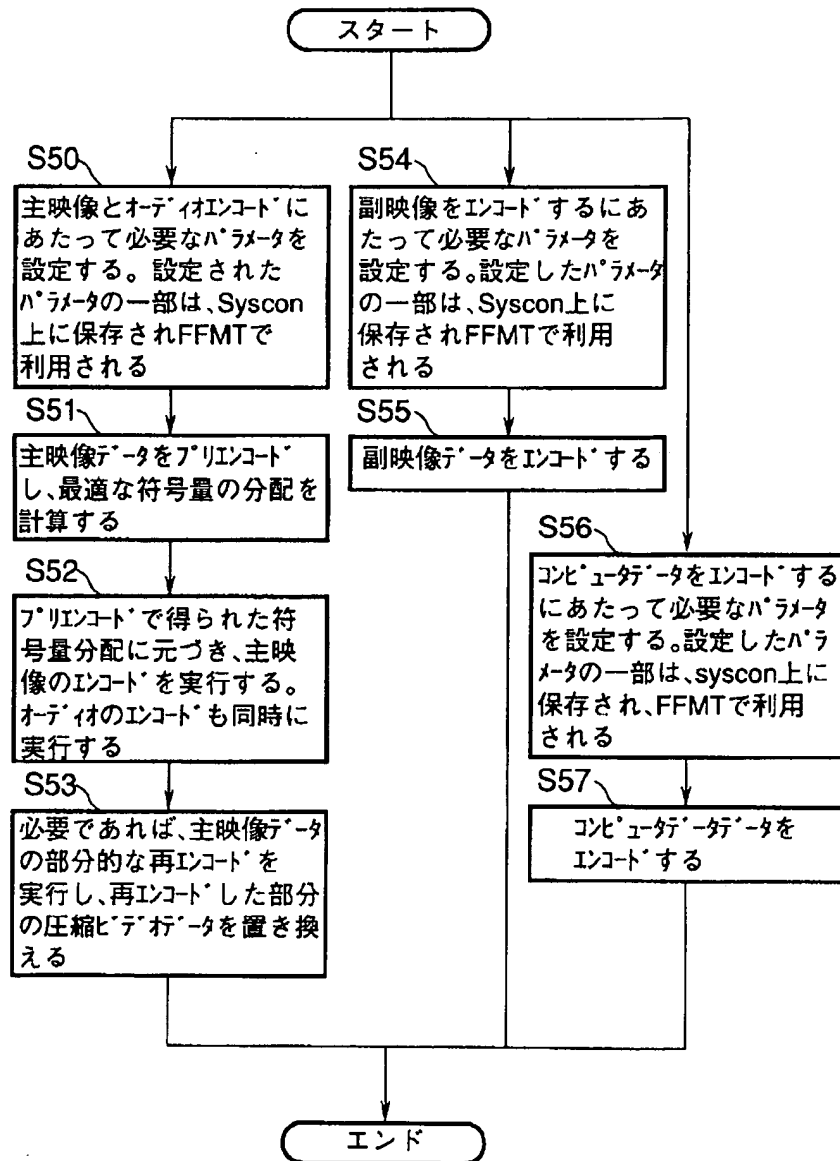 スタート
S50
主映像とオーディオエンコードに
あたって必要なパラメータを
設定する。設定された
パラメータの一部は、Syscon
上に保存されFFMTで
利用される
S51
主映像データをプリエンコード
し、最適な符号量の分配を
計算する
S52
プリエンコードで得られた符
号量分配に元づき、主映
像のエンコードを実行する。
オーディオのエンコードも同時に
実行する
S53
必要であれば、主映像データ
の部分的な再エンコードを
実行し、再エンコードした部分
の圧縮ビデオデータを置き換
える
S54
副映像をエンコードするにあ
たって必要なパラメータを
設定する。設定したパラメータ
の一部は、Syscon上に
保存されFFMTで利用
される
S55
副映像データをエンコードする
S56
コンピュータデータをエンコードする
にあたって必要なパラメータ
を設定する。設定したパラ
メータの一部は、syscon上に
保存され、FFMTで利用
される
S57
コンピュータデータデータを
エンコードする
エンド